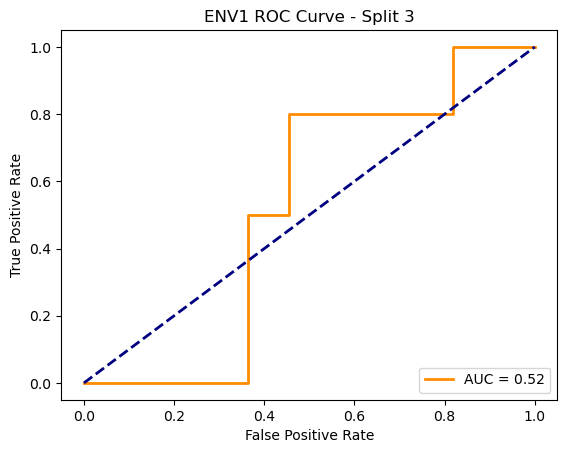 ENV1 ROC Curve - Split 3
True Positive Rate
1.0
0.8
0.6
0.4
0.2
0.0
AUC = 0.52
0.0 0.2 0.4 0.6 0.8 1.0
False Positive Rate